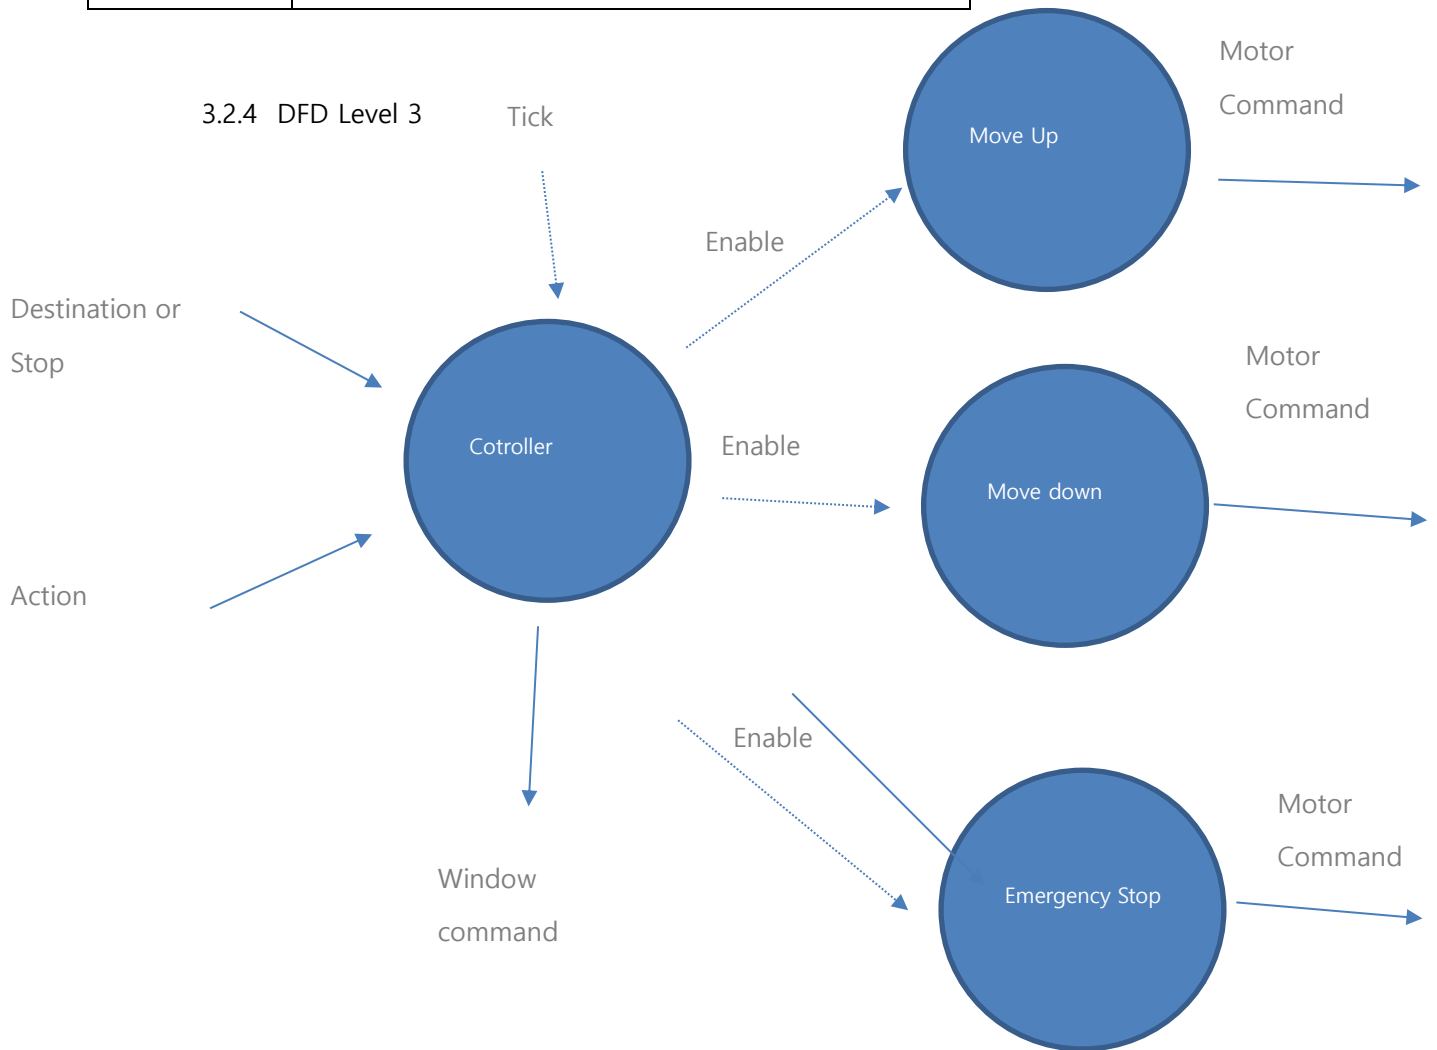 3.2.4 DFD Level 3
Tick
Move Up
Motor
Command
Enable
Destination or
Stop
Cotroller
Enable
Move down
Motor
Command
Action
Enable
Window
command
Emergency Stop
Motor
Command